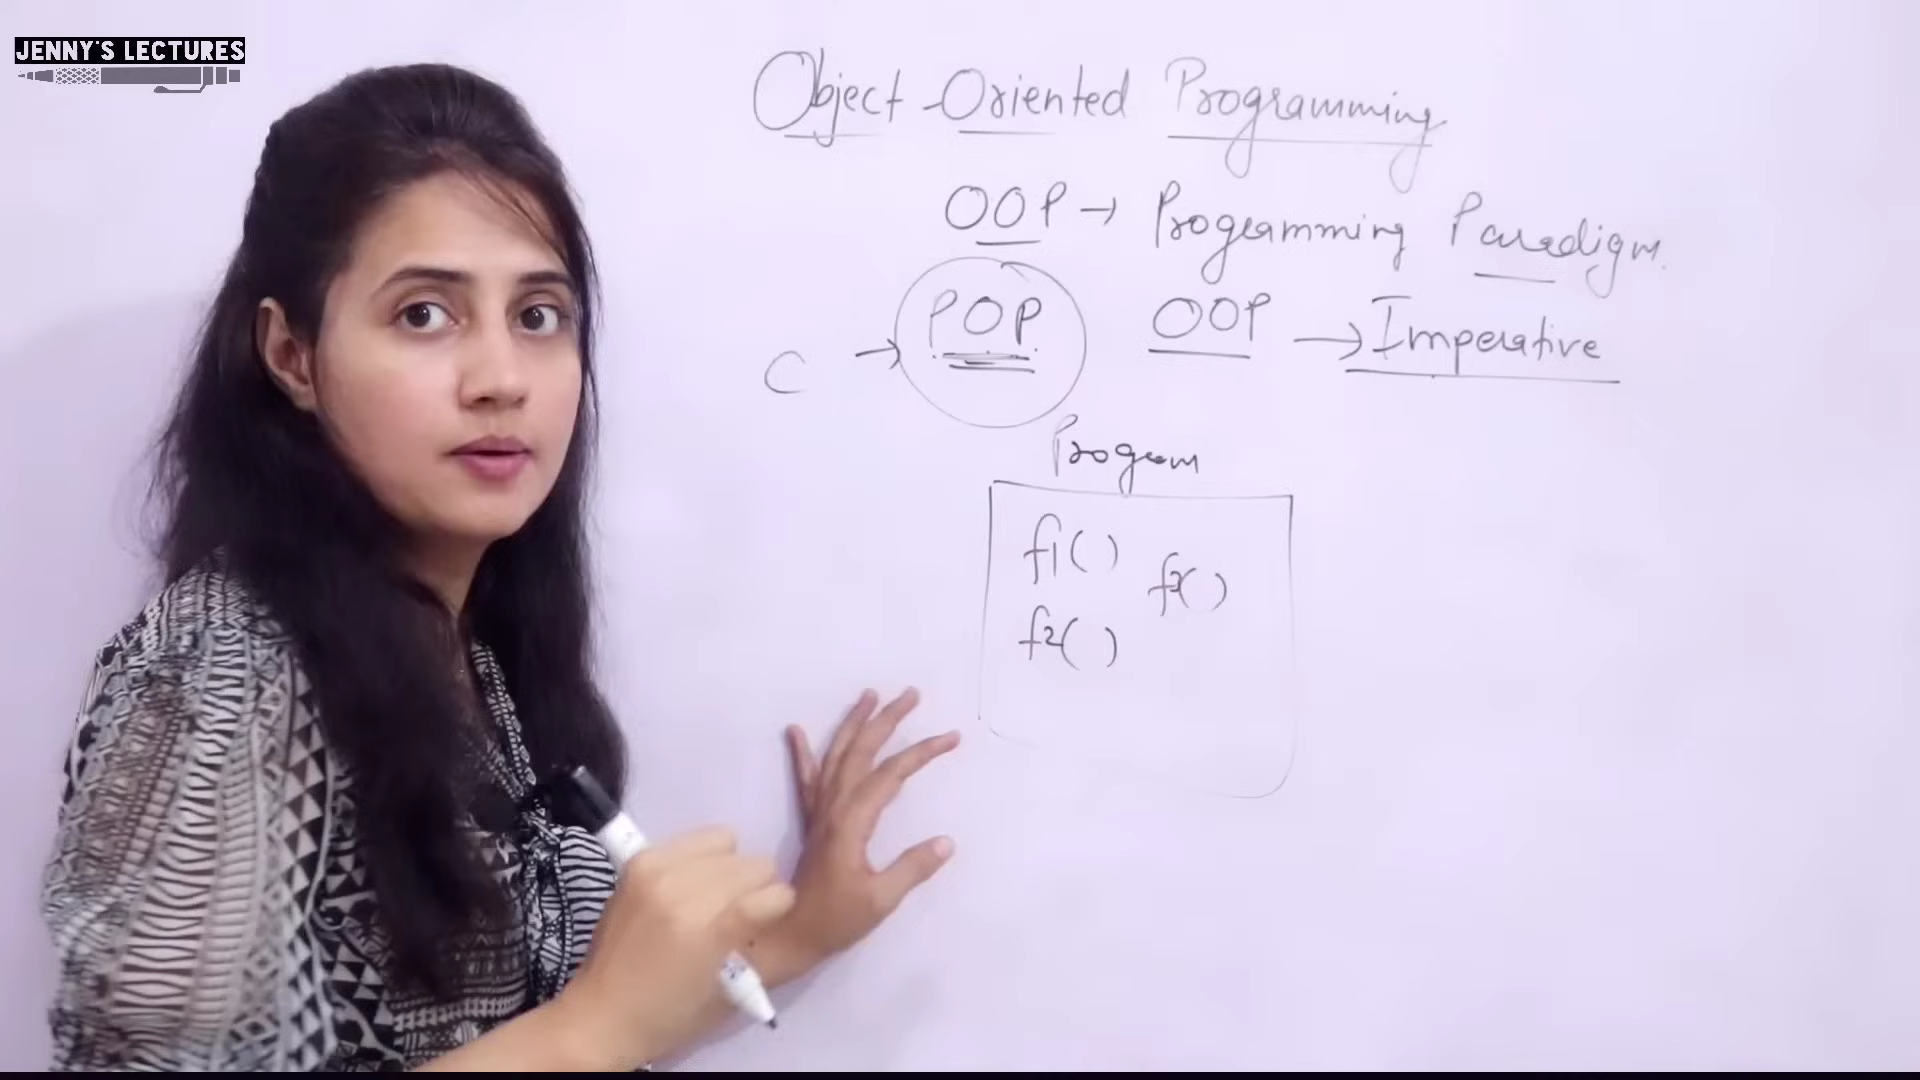 JENNY'S LECTURES
Object-Oriented Programming
OOP → Programming Paradigm.
C → POP OOP → Imperative
Program
f1( ) f3( )
f2( )